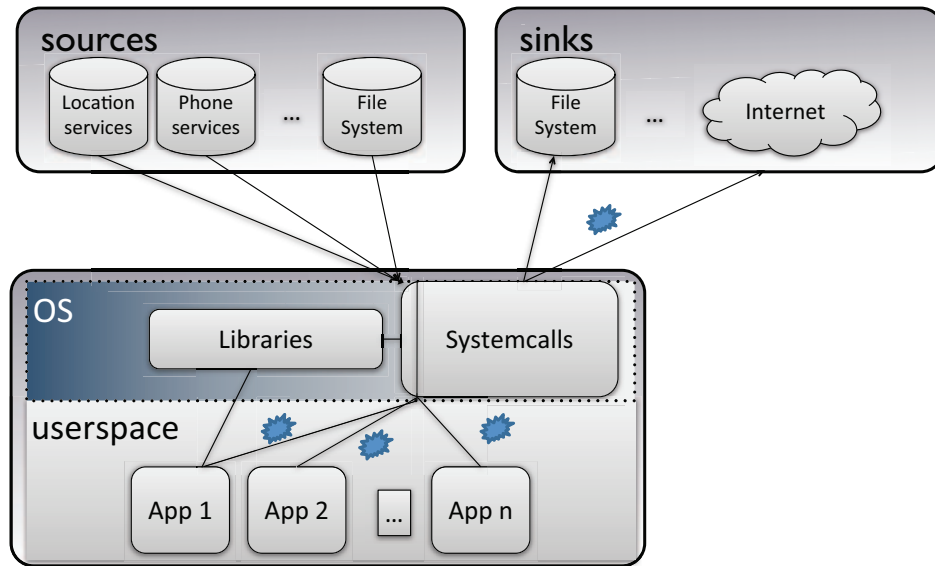 sources
Location
services
Phone
services
...
File
System
sinks
File
System
...
Internet
OS
Libraries
Systemcalls
userspace
App 1
App 2
...
App n